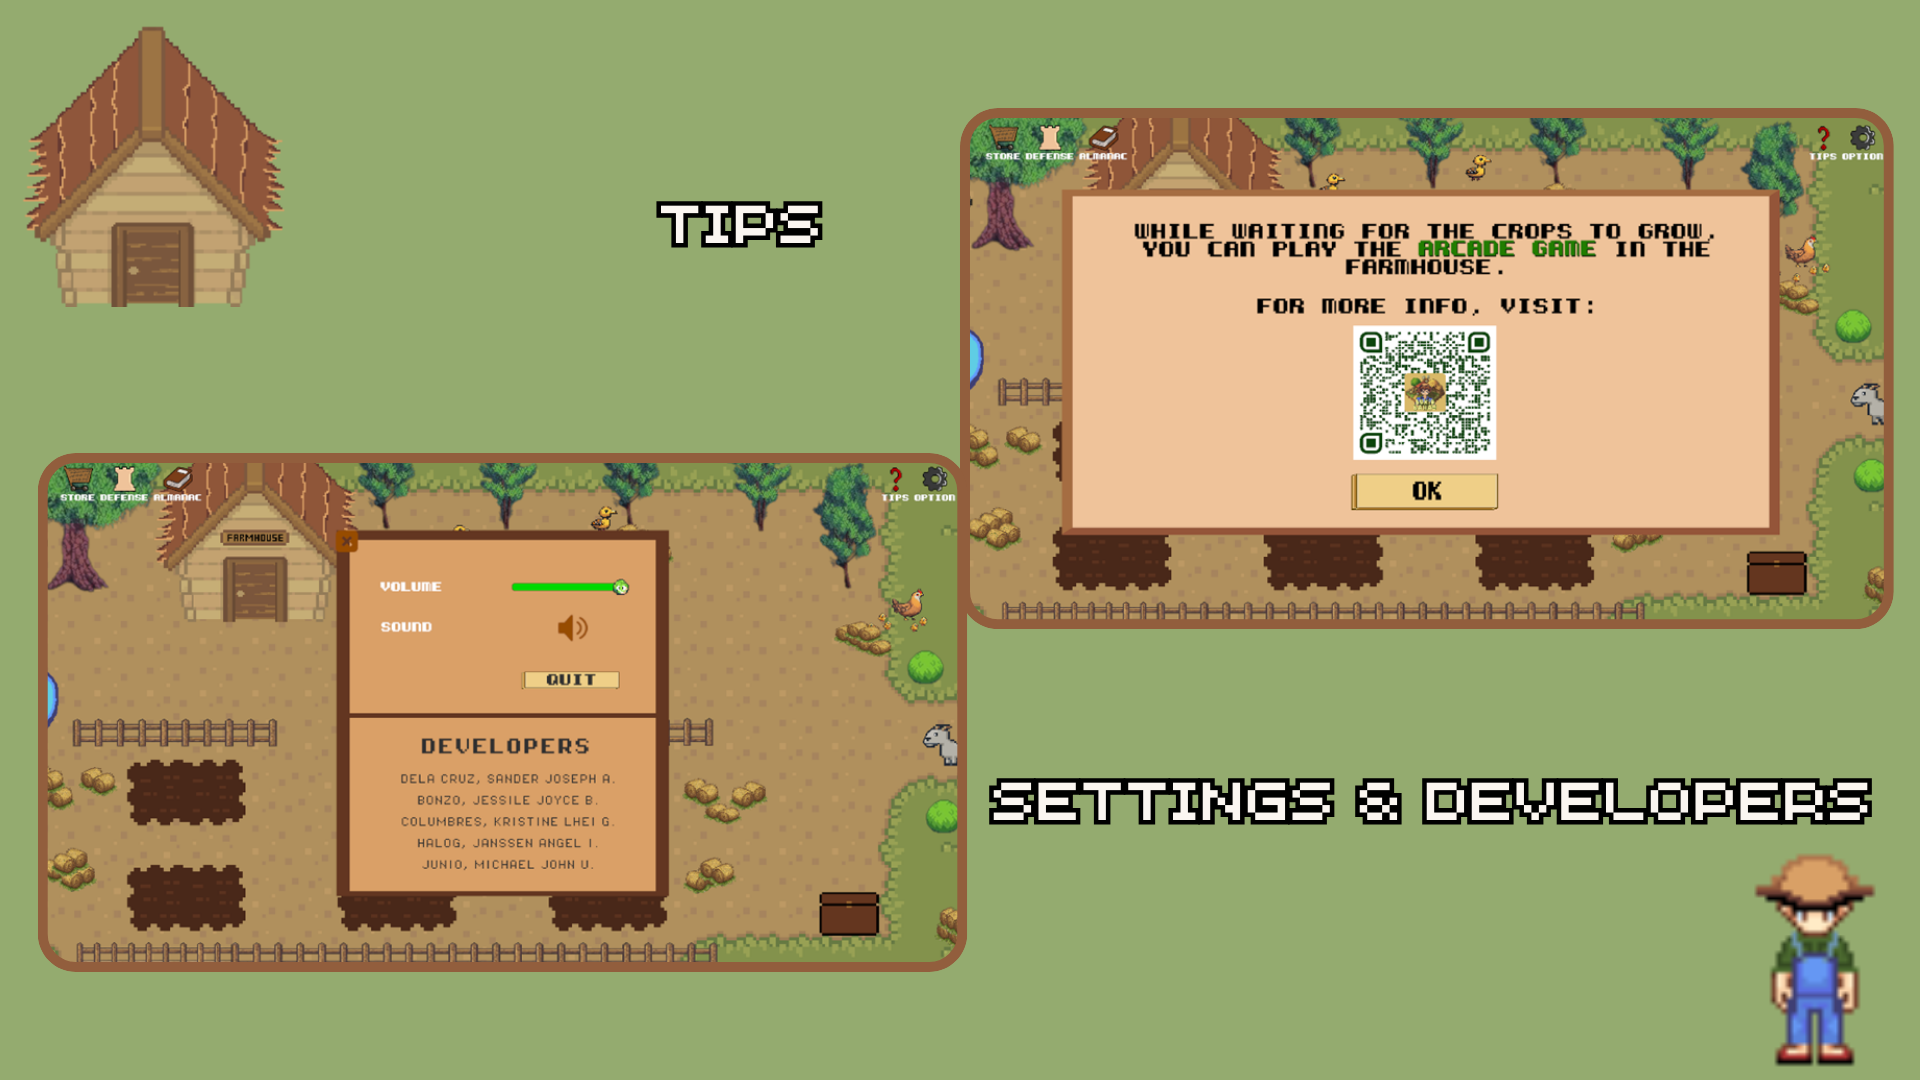 TIPS
STORE DEFENSE ALMANAC
TIPS OPTION
WHILE WAITING FOR THE CROPS TO GROW,
YOU CAN PLAY THE ARCADE GAME IN THE
FARMHOUSE.
FOR MORE INFO, VISIT:
OK
STORE DEFENSE ALMANAC
TIPS OPTION
FARMHOUSE
X
VOLUME
SOUND
QUIT
DEVELOPERS
DELA CRUZ, SANDER JOSEPH A.
BONZO, JESSILE JOYCE B.
COLUMBRES, KRISTINE LHEI G.
HALOG, JANSSEN ANGEL I.
JUNIO, MICHAEL JOHN U.
SETTINGS & DEVELOPERS